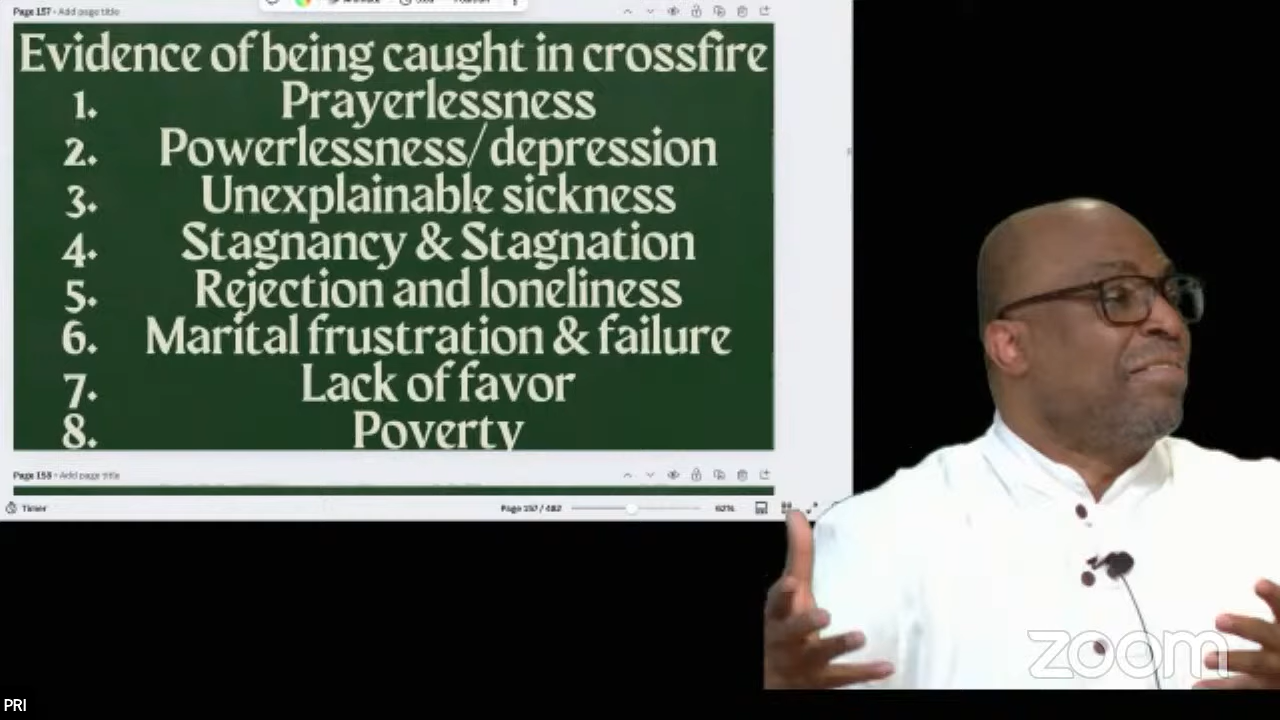 Page 157 - Add page title
Evidence of being caught in crossfire
1. Prayerlessness
2. Powerlessness/depression
3. Unexplainable sickness
4. Stagnancy & Stagnation
5. Rejection and loneliness
6. Marital frustration & failure
7. Lack of favor
8. Poverty
Page 158 - Add page title
Timer
Page 157 / 482
62%
zoom
PRI